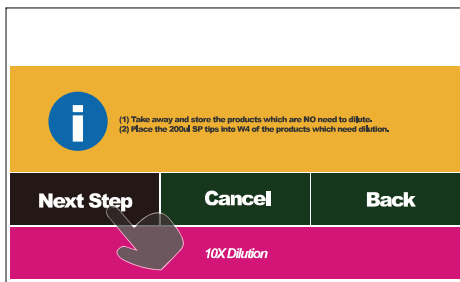 i
(1) Take away and store the products which are NO need to dilute.
(2) Place the 200ul SP tips into W4 of the products which need dilution.
Next Step Cancel Back
10X Dilution